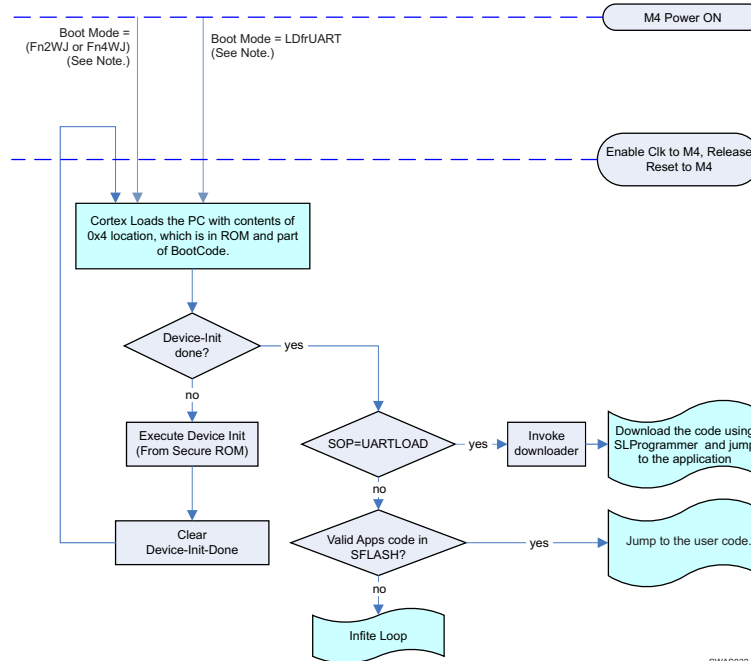 M4 Power ON
Boot Mode =
(Fn2WJ or Fn4WJ)
(See Note.)
Boot Mode = LDfrUART
(See Note.)
Enable Clk to M4, Release
Reset to M4
Cortex Loads the PC with contents of
0x4 location, which is in ROM and part
of BootCode.
Device-Init
done?
yes
no
Execute Device Init
(From Secure ROM)
Clear
Device-Init-Done
SOP=UARTLOAD
yes
Invoke
downloader
Download the code using
SLProgrammer and jump
to the application
no
Valid Apps code in
SFLASH?
yes
Jump to the user code.
no
Infite Loop